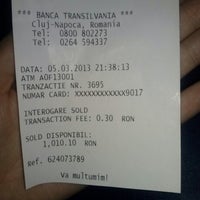 *** BANCA TRANSILVANIA ***
Cluj-Napoca, Romania
Tel: 0800 802273
Tel: 0264 594337
DATA: 05.03.2013 21:38:13
ATM A0F13001
TRANZACTIE NR. 3695
NUMAR CARD: XXXXXXXXXXXX9017
INTEROGARE SOLD
TRANSACTION FEE: 0.30 RON
SOLD DISPONIBIL:
1,010.10 RON
Ref. 624073789
Va multumim!